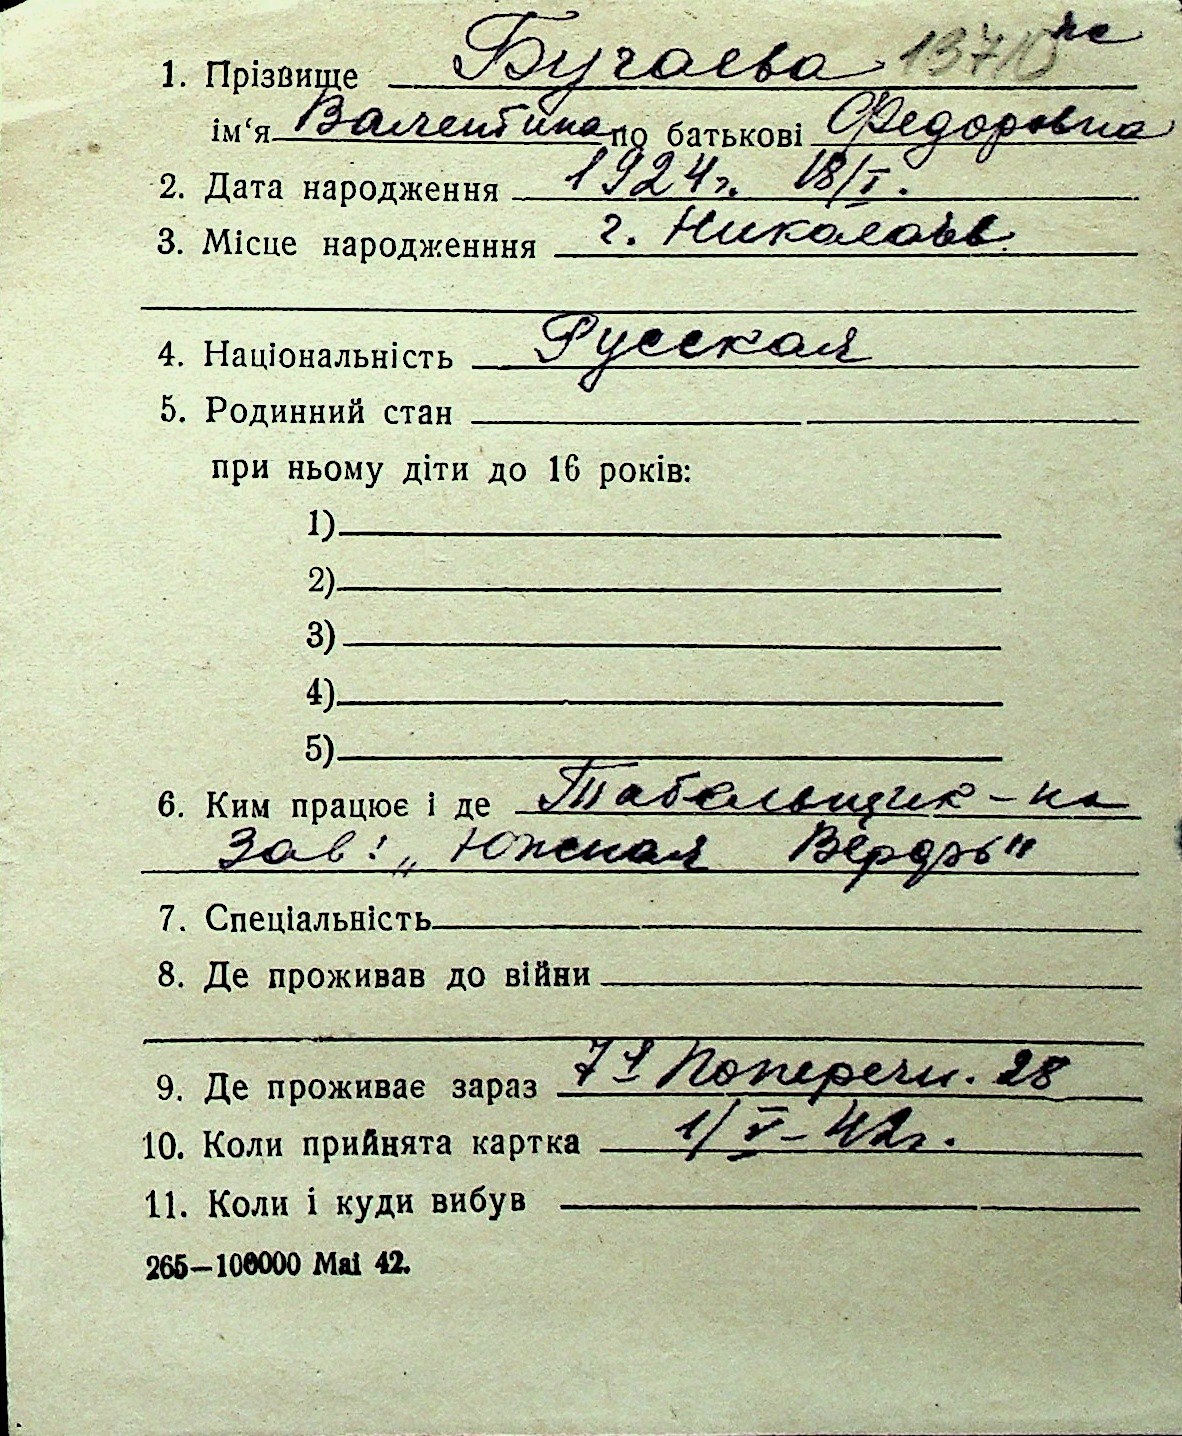 1. Прізвище Бучаева 13710 пс
ім‘я Валентина по батькові Федоровна
2. Дата народження 1924г. 18/I.
3. Місце народженння г. Николаев.
4. Національність Русская
5. Родинний стан
при ньому діти до 16 років:
1)
2)
3)
4)
5)
6. Ким працює і де Табельщик - на
Зав! „Южная Верфь"
7. Спеціальність
8. Де проживав до війни
9. Де проживає зараз 7я Поперечн. 28
10. Коли прийнята картка 1/V-42г.
11. Коли і куди вибув
265—100000 Mai 42.